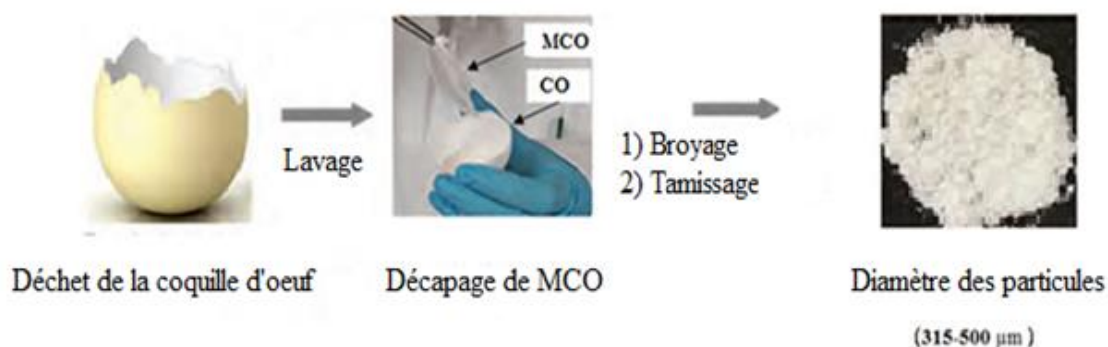 MCO
CO
Lavage
1) Broyage
2) Tamissage
Déchet de la coquille d'oeuf
Décapage de MCO
Diamètre des particules
(315-500 µm )